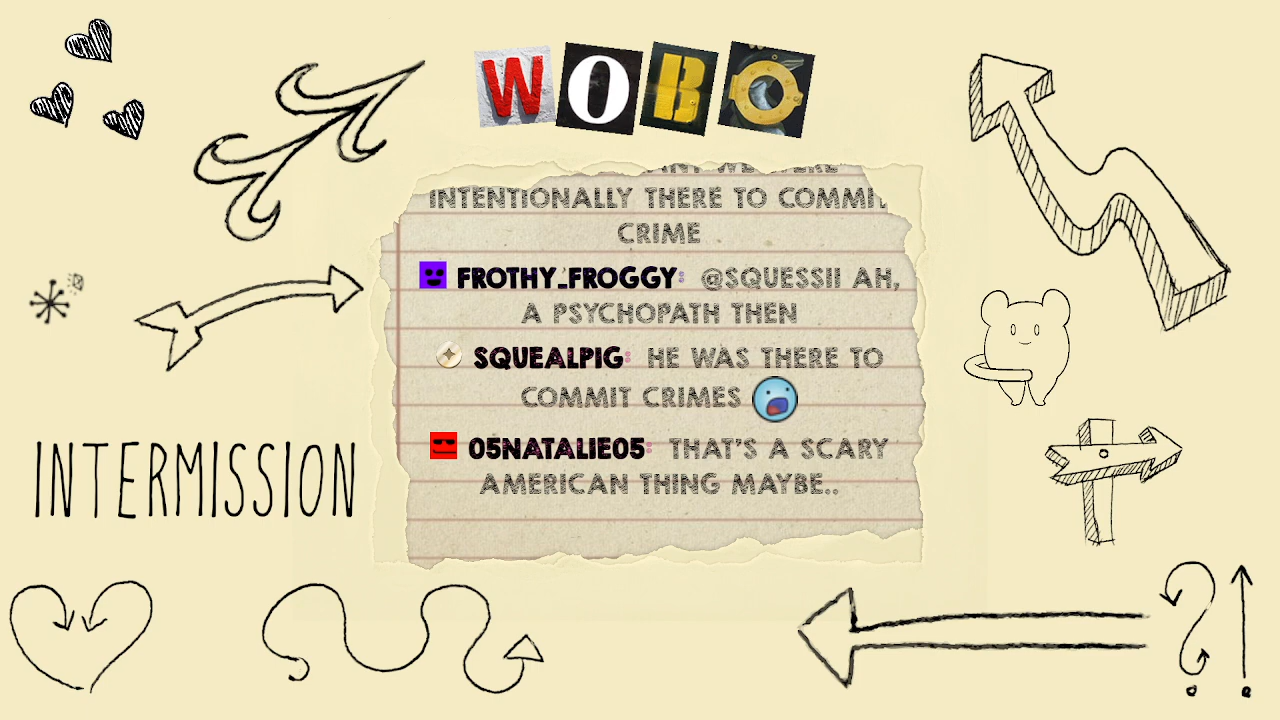 WOBO
INTENTIONALLY THERE TO COMMIT
CRIME
FROTHY_FROGGY: @SQUESSII AH,
A PSYCHOPATH THEN
SQUEALPIG: HE WAS THERE TO
COMMIT CRIMES
05NATALIE05: THAT'S A SCARY
AMERICAN THING MAYBE..
INTERMISSION
?!